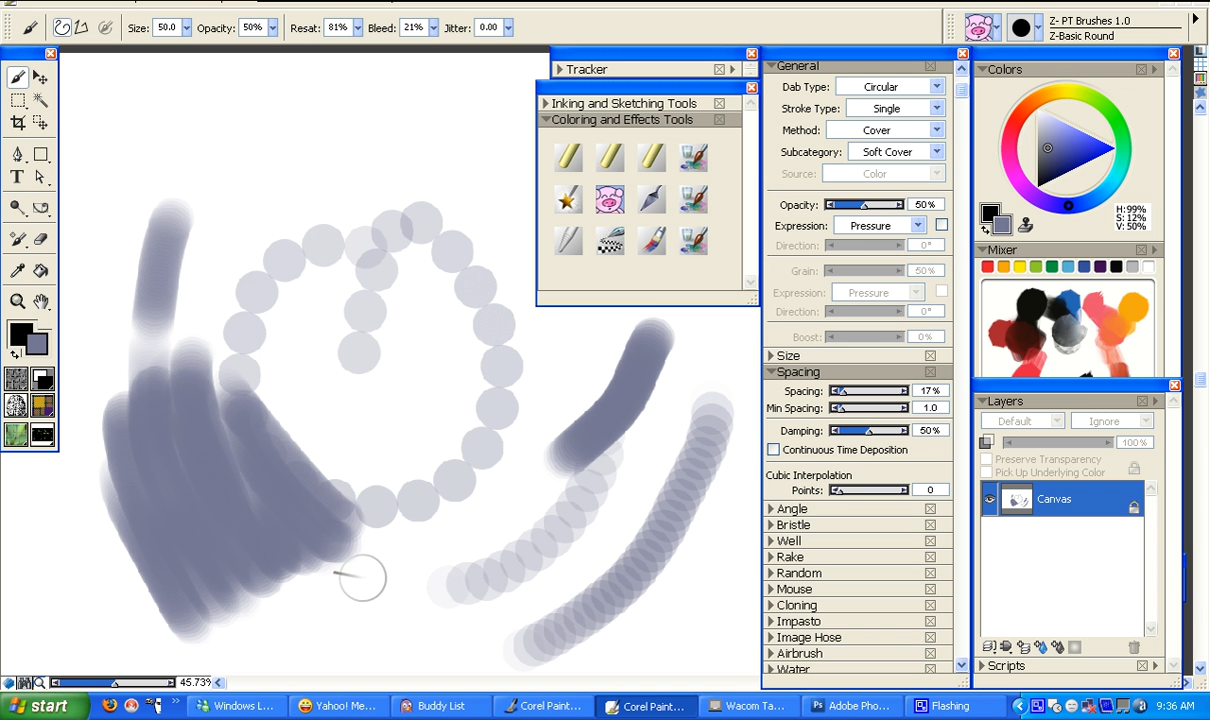 Size: 50.0 Opacity: 50% Resat: 81% Bleed: 21% Jitter: 0.00
Z- PT Brushes 1.0
Z-Basic Round
Tracker
Inking and Sketching Tools
Coloring and Effects Tools
General
Dab Type: Circular
Stroke Type: Single
Method: Cover
Subcategory: Soft Cover
Source: Color
Opacity: 50%
Expression: Pressure
Direction: 0°
Grain: 50%
Expression: Pressure
Direction: 0°
Boost: 0%
Size
Spacing
Spacing: 17%
Min Spacing: 1.0
Damping: 50%
Continuous Time Deposition
Cubic Interpolation
Points: 0
Angle
Bristle
Well
Rake
Random
Mouse
Cloning
Impasto
Image Hose
Airbrush
Water
Colors
H:99%
S:12%
V:50%
Mixer
Layers
Default Ignore
100%
Preserve Transparency
Pick Up Underlying Color
Canvas
Scripts
T
45.73%
start
Windows L...
Yahoo! Me...
Buddy List
Corel Paint...
Corel Paint...
Wacom Ta...
Adobe Pho...
Flashing
9:36 AM